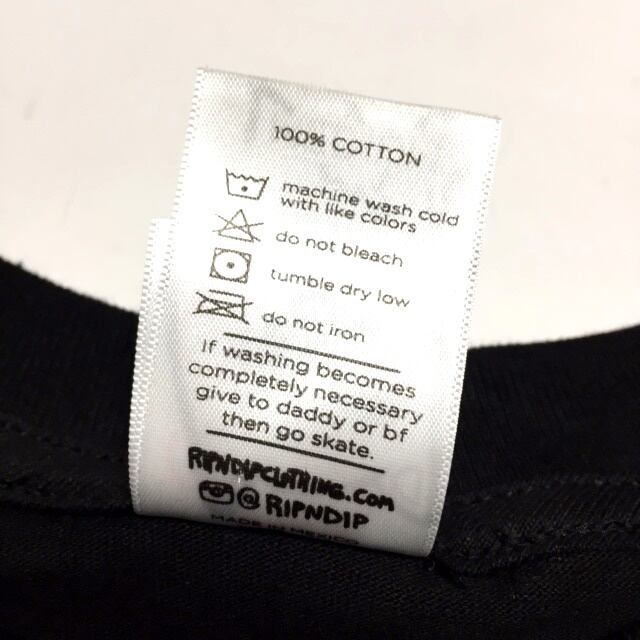 100% COTTON
machine wash cold
with like colors
do not bleach
tumble dry low
do not iron
If washing becomes
completely necessary
give to daddy or bf
then go skate.
RIPNDIPCLOTHING.com
@ RIPNDIP
MADE IN MEXICO